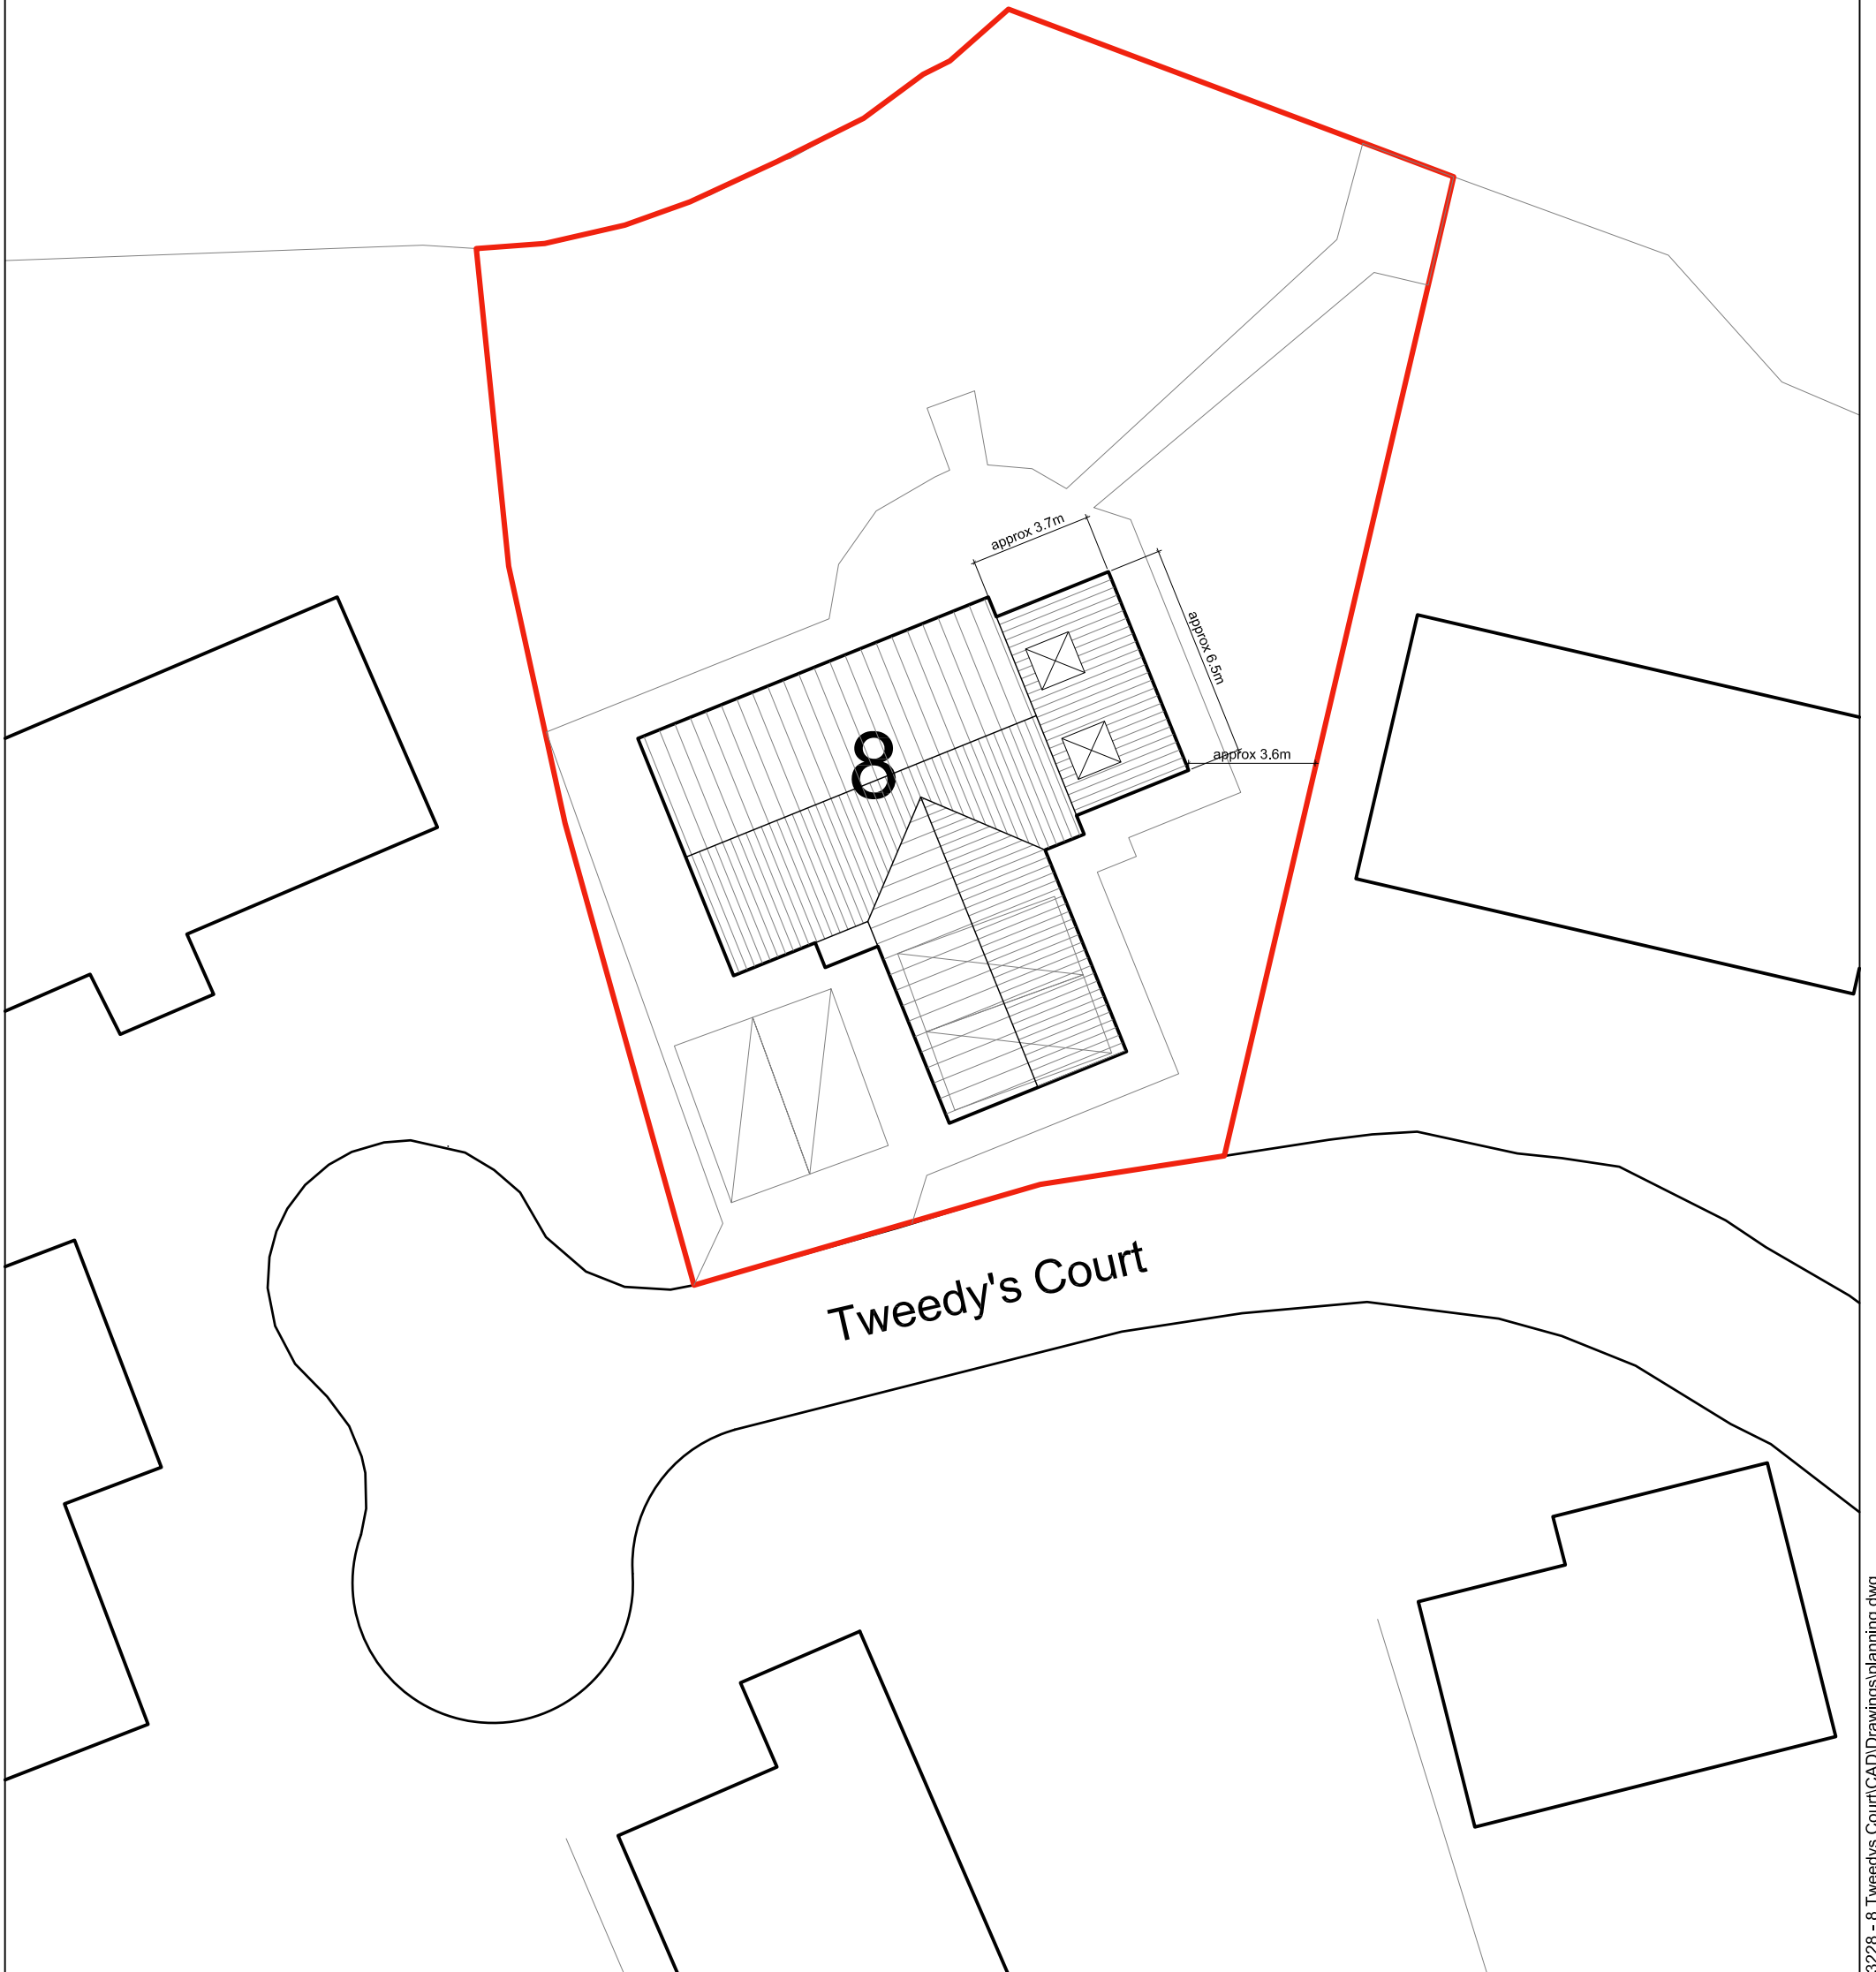 approx 3.7m
approx 6.5m
8
approx 3.6m
Tweedy's Court
3228 - 8 Tweedys Court\CAD\Drawings\planning.dwg